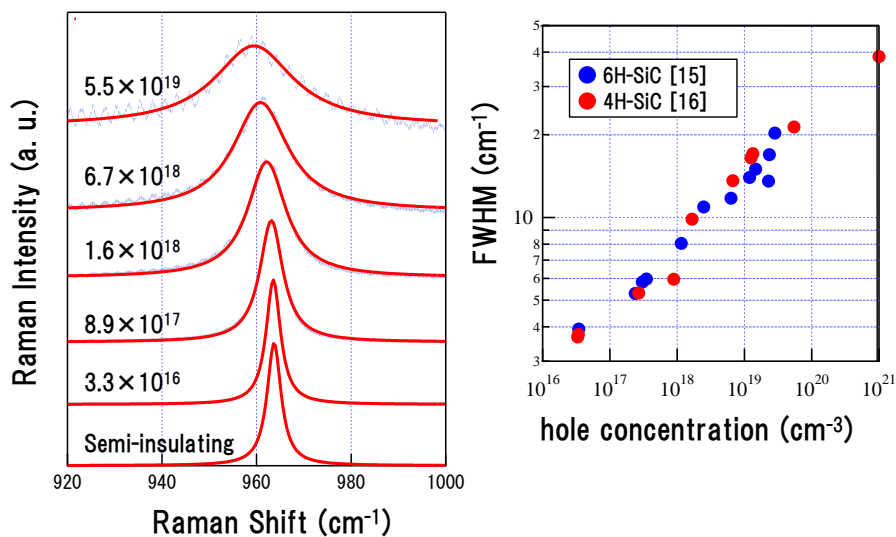 Raman Intensity (a. u.)
5.5×10¹⁹
6.7×10¹⁸
1.6×10¹⁸
8.9×10¹⁷
3.3×10¹⁶
Semi-insulating
920 940 960 980 1000
Raman Shift (cm⁻¹)
FWHM (cm⁻¹)
5
4
3
2
10
8
7
6
5
4
3
6H-SiC [15]
4H-SiC [16]
10¹⁶ 10¹⁷ 10¹⁸ 10¹⁹ 10²⁰ 10²¹
hole concentration (cm⁻³)